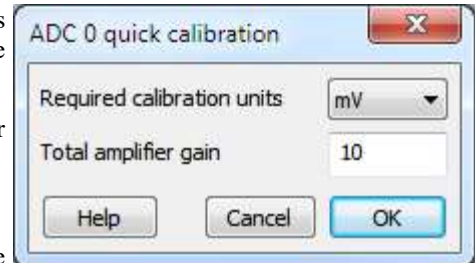 ADC 0 quick calibration
Required calibration units mV
Total amplifier gain 10
Help Cancel OK